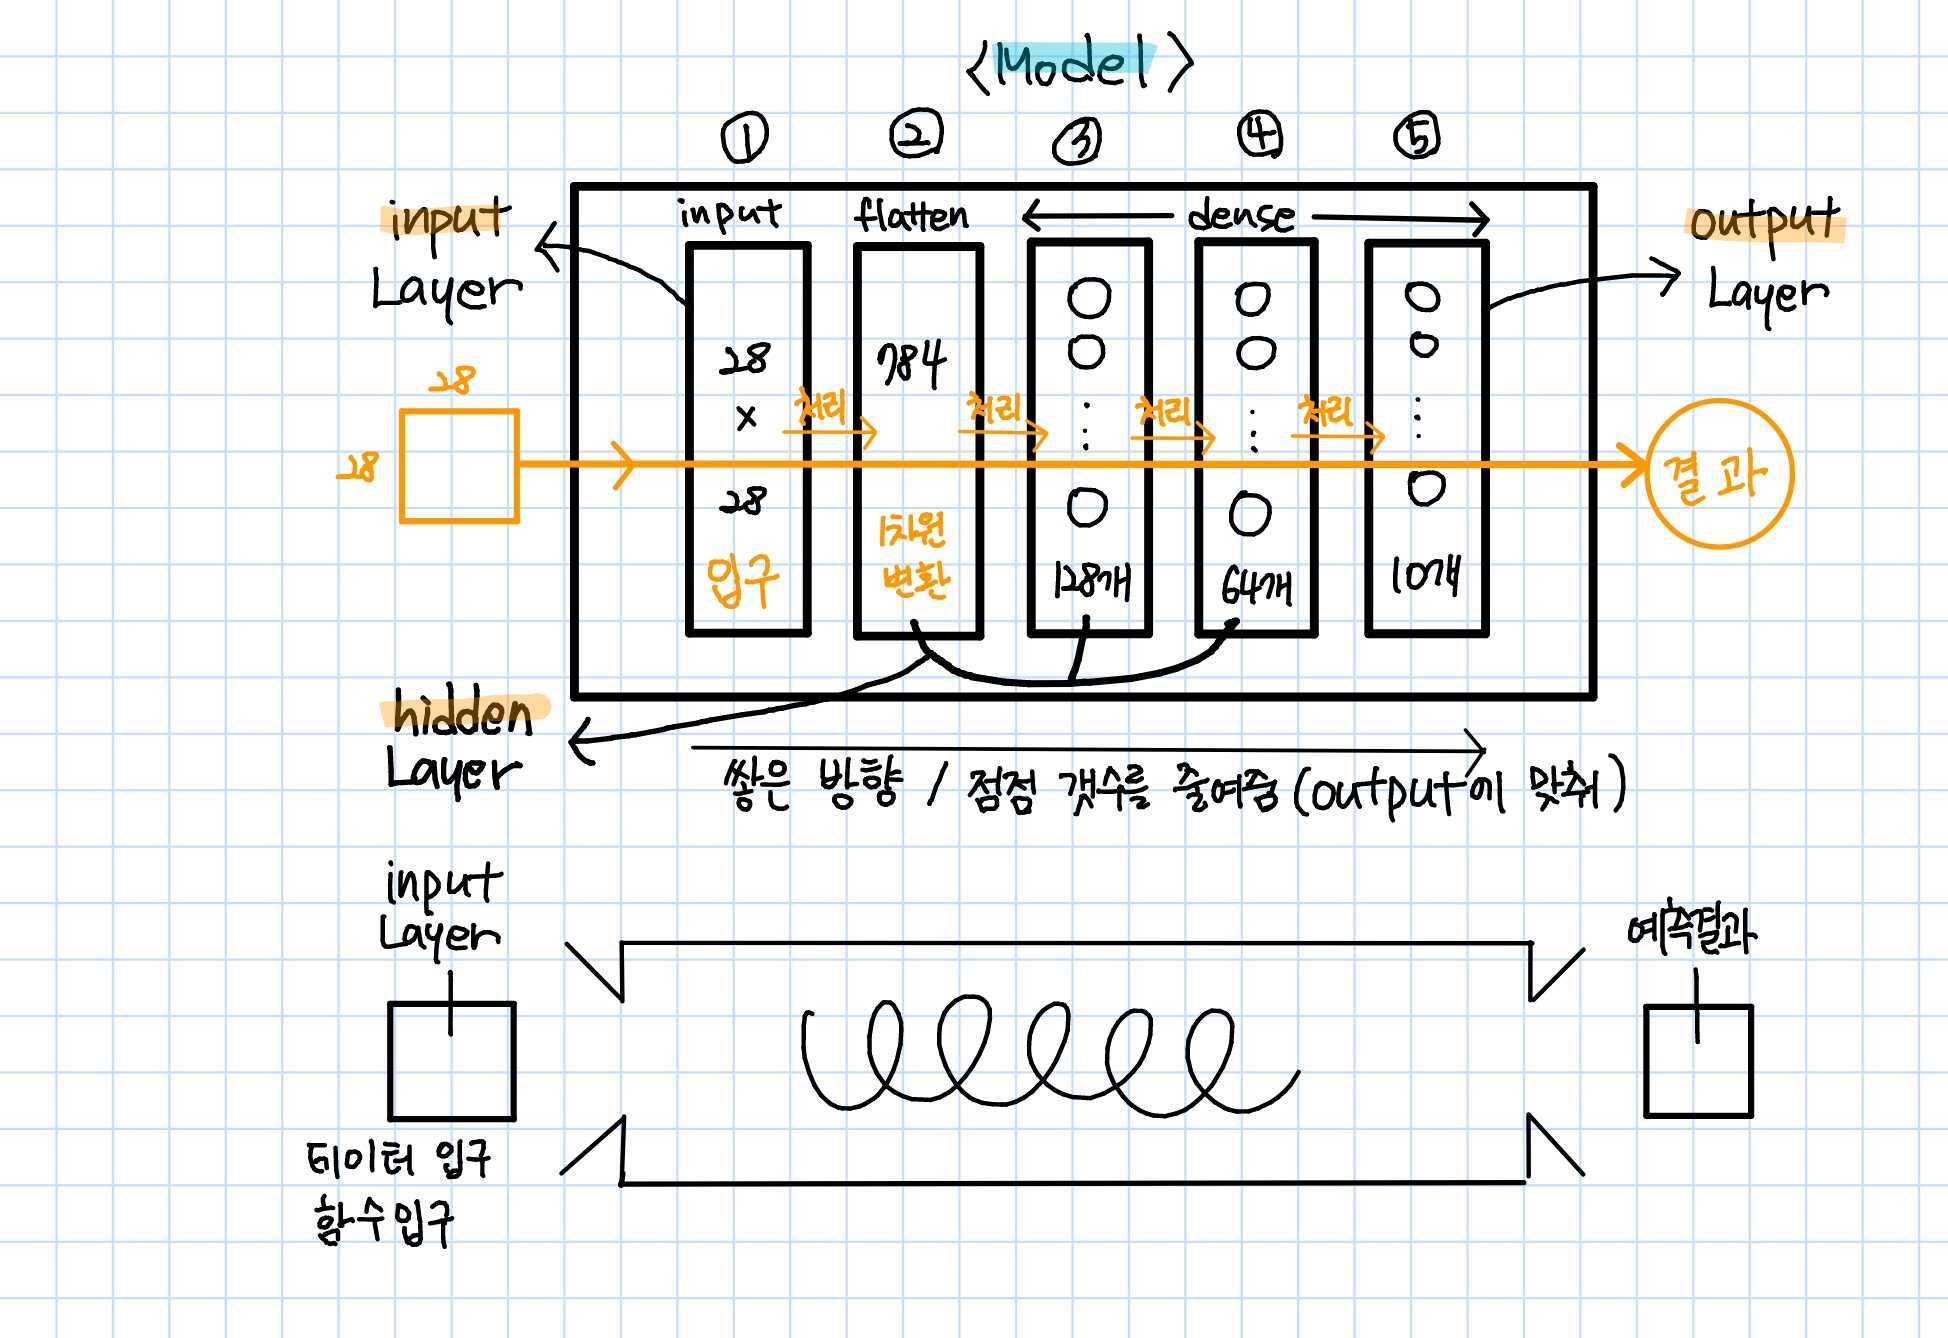 <Model>
① ② ③ ④ ⑤
input flatten dense
input
Layer
output
Layer
28
28
28
x
28
입구
784
1차원
변환
처리 처리 처리 처리
128개
64개
10개
결과
hidden
Layer
쌓은 방향 / 점점 갯수를 줄여줌 (output에 맞춰)
input
Layer
예측결과
데이터 입구
함수입구